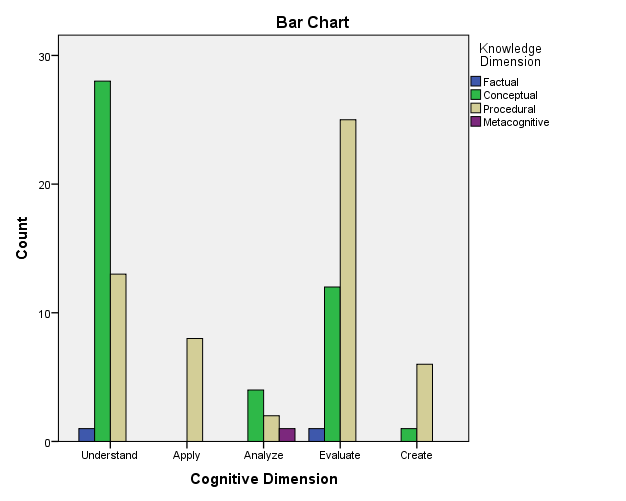 Bar Chart
Knowledge
Dimension
Factual
Conceptual
Procedural
Metacognitive
30
20
10
0
Count
Understand
Apply
Analyze
Evaluate
Create
Cognitive Dimension